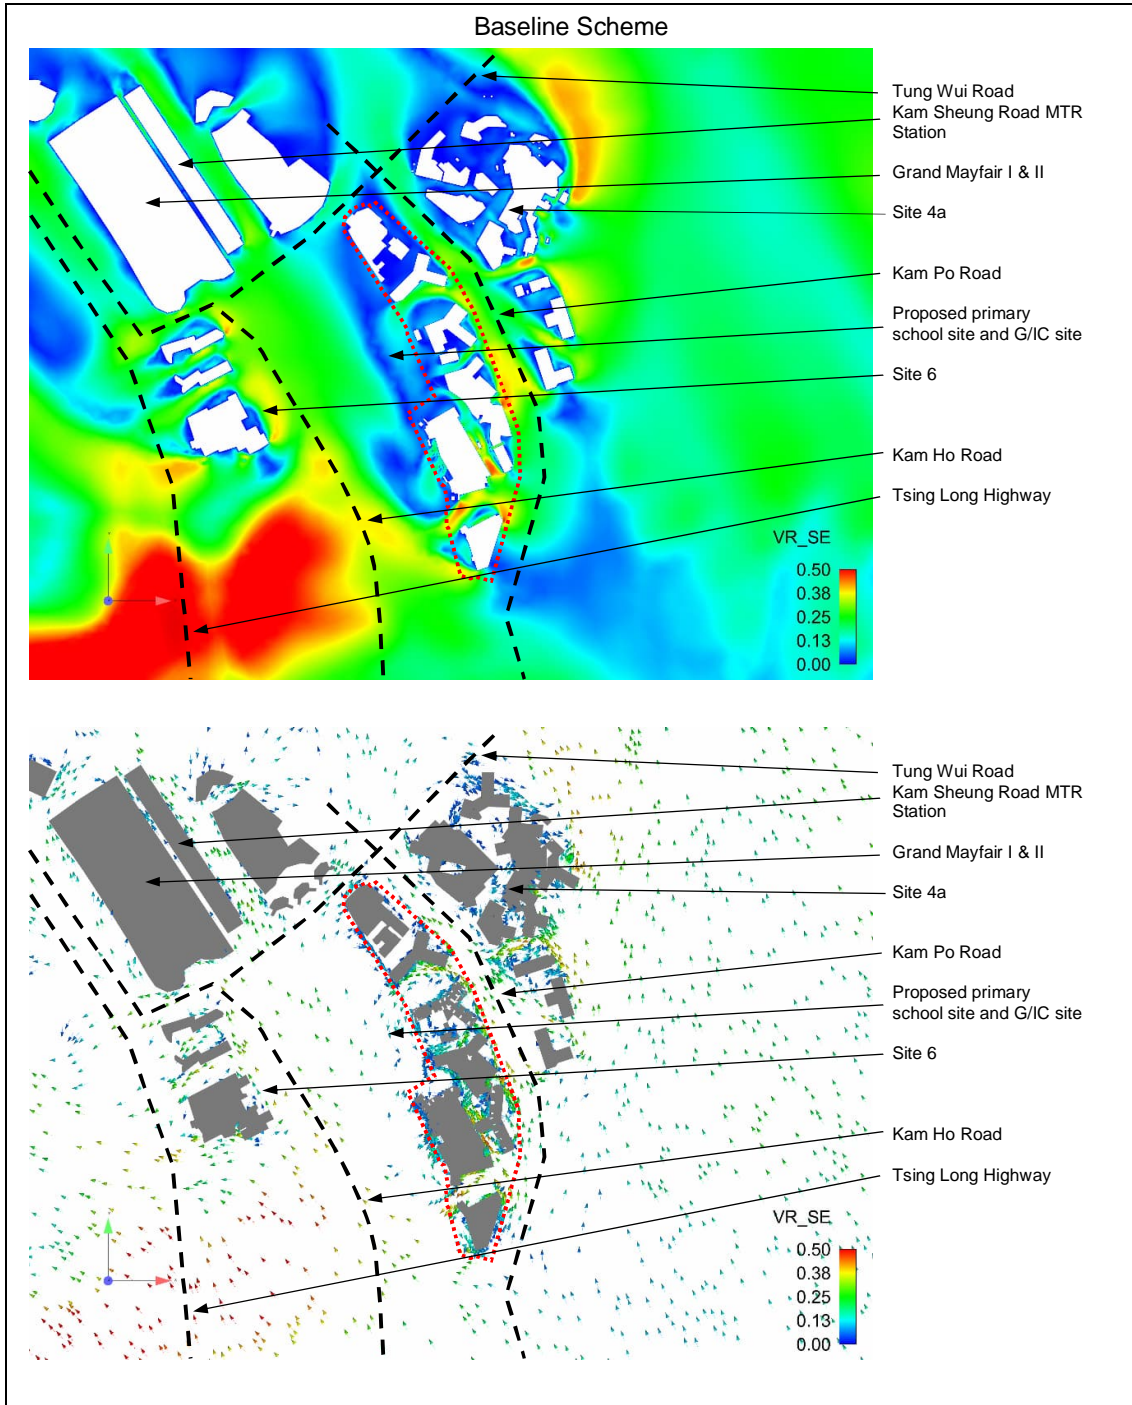 Baseline Scheme
Tung Wui Road
Kam Sheung Road MTR
Station
Grand Mayfair I & II
Site 4a
Kam Po Road
Proposed primary
school site and G/IC site
Site 6
Kam Ho Road
Tsing Long Highway
VR_SE
0.50
0.38
0.25
0.13
0.00
Tung Wui Road
Kam Sheung Road MTR
Station
Grand Mayfair I & II
Site 4a
Kam Po Road
Proposed primary
school site and G/IC site
Site 6
Kam Ho Road
Tsing Long Highway
VR_SE
0.50
0.38
0.25
0.13
0.00